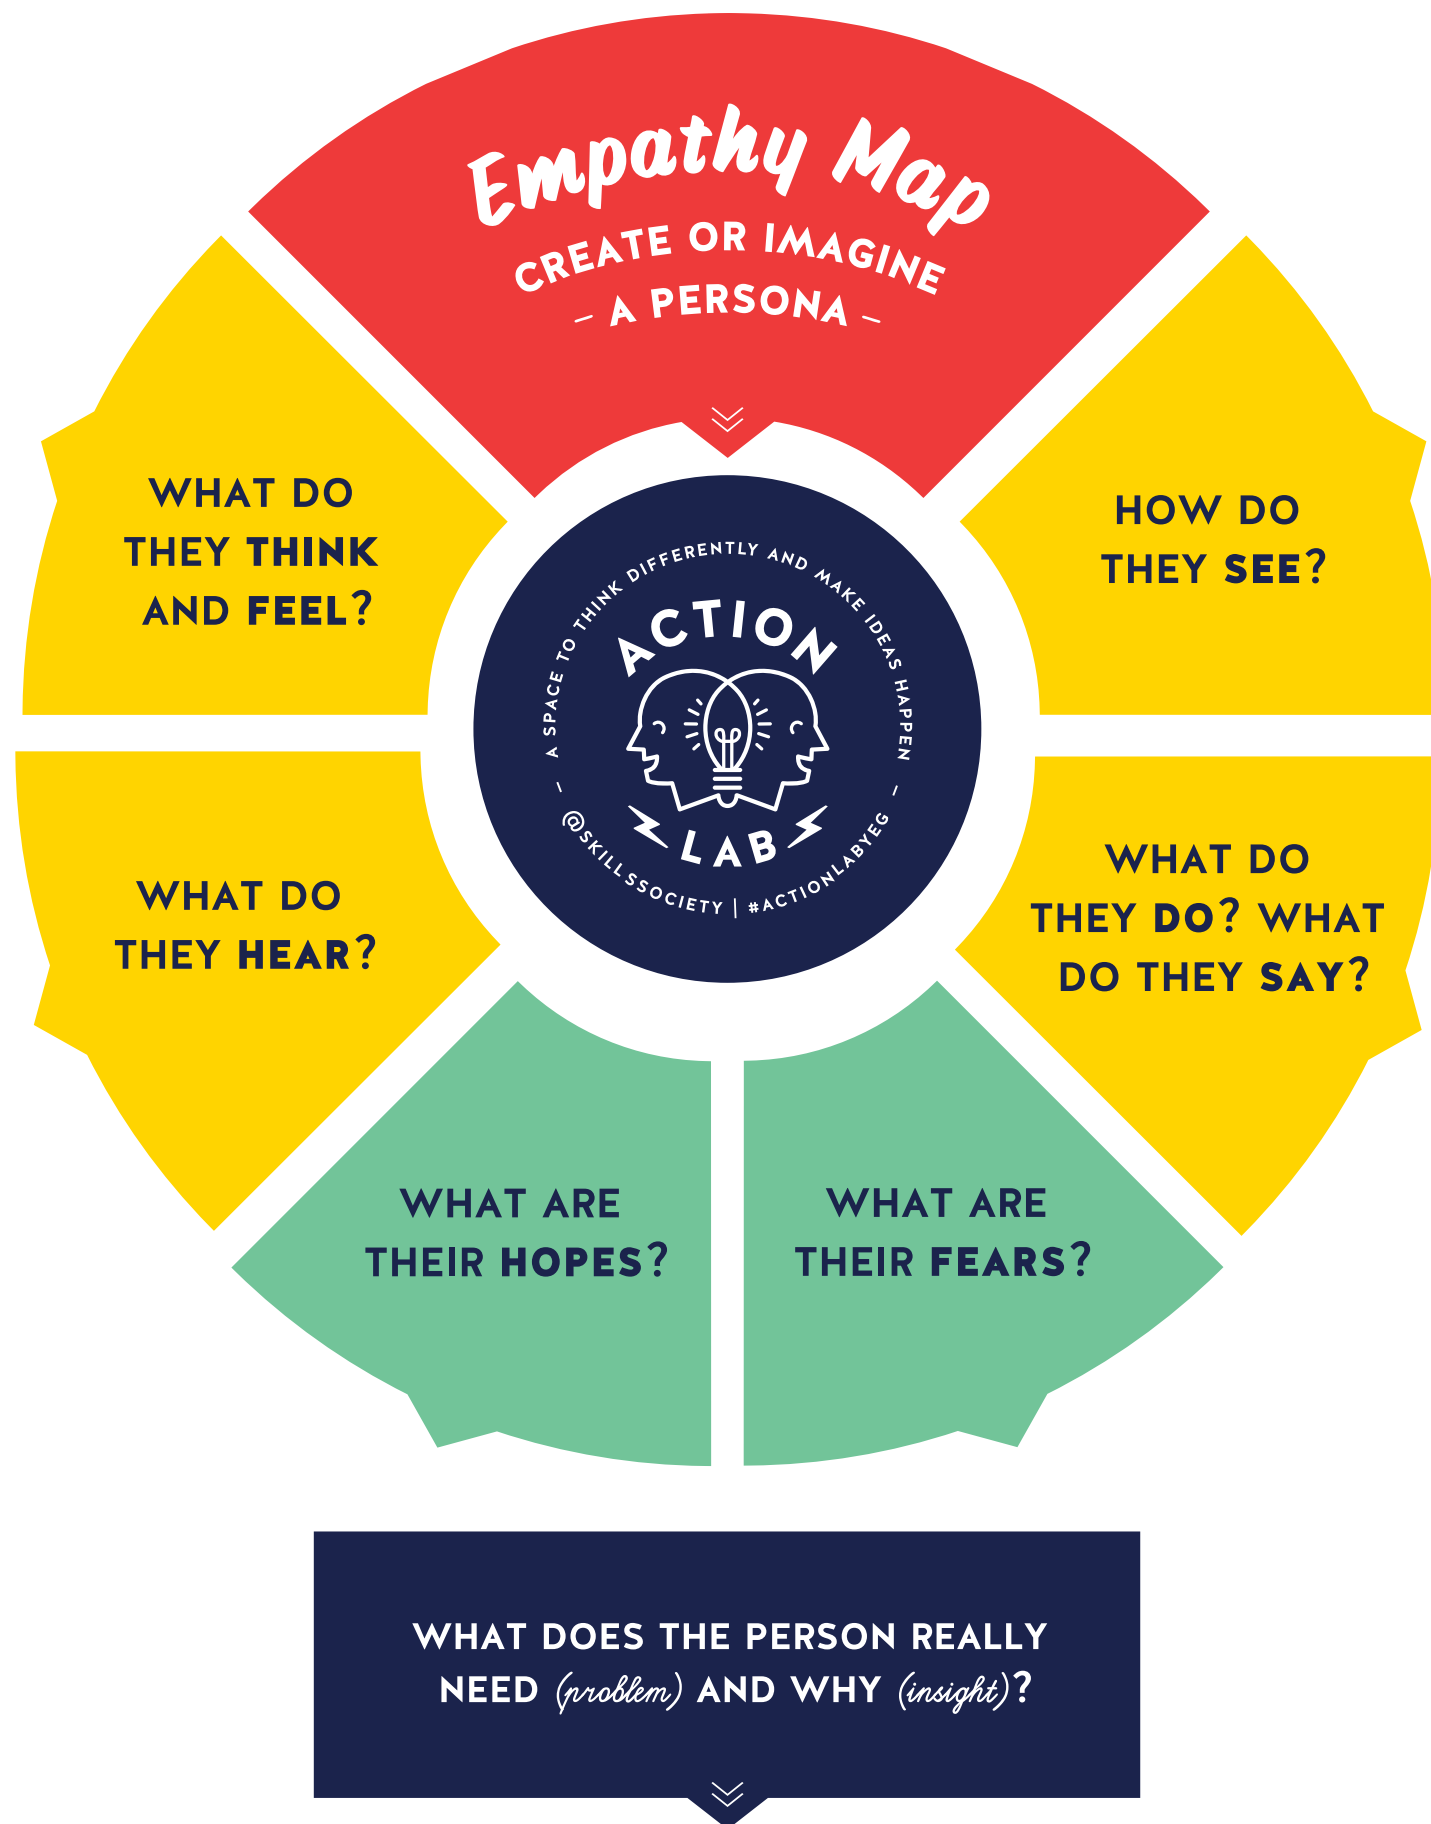 Empathy Map
CREATE OR IMAGINE
– A PERSONA –
WHAT DO
THEY THINK
AND FEEL?
HOW DO
THEY SEE?
A SPACE TO THINK DIFFERENTLY AND MAKE IDEAS HAPPEN
ACTION
LAB
– @SKILLSSOCIETY | #ACTIONLABYEG –
WHAT DO
THEY HEAR?
WHAT DO
THEY DO? WHAT
DO THEY SAY?
WHAT ARE
THEIR HOPES?
WHAT ARE
THEIR FEARS?
WHAT DOES THE PERSON REALLY
NEED (problem) AND WHY (insight)?